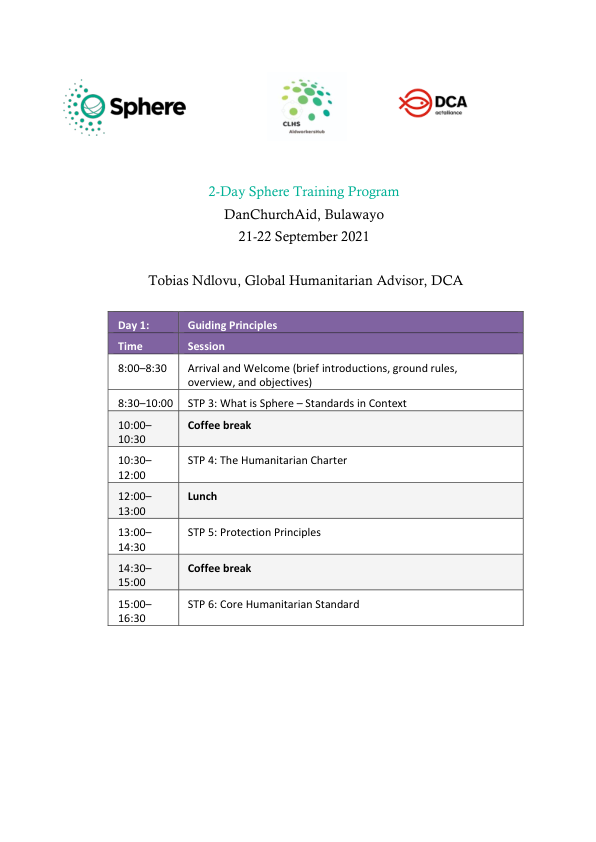 Sphere
CLHS
AidworkersHub
DCA
actalliance
2-Day Sphere Training Program
DanChurchAid, Bulawayo
21-22 September 2021
Tobias Ndlovu, Global Humanitarian Advisor, DCA
Day 1: Guiding Principles
Time Session
8:00–8:30 Arrival and Welcome (brief introductions, ground rules,
overview, and objectives)
8:30–10:00 STP 3: What is Sphere – Standards in Context
10:00– Coffee break
10:30
10:30– STP 4: The Humanitarian Charter
12:00
12:00– Lunch
13:00
13:00– STP 5: Protection Principles
14:30
14:30– Coffee break
15:00
15:00– STP 6: Core Humanitarian Standard
16:30